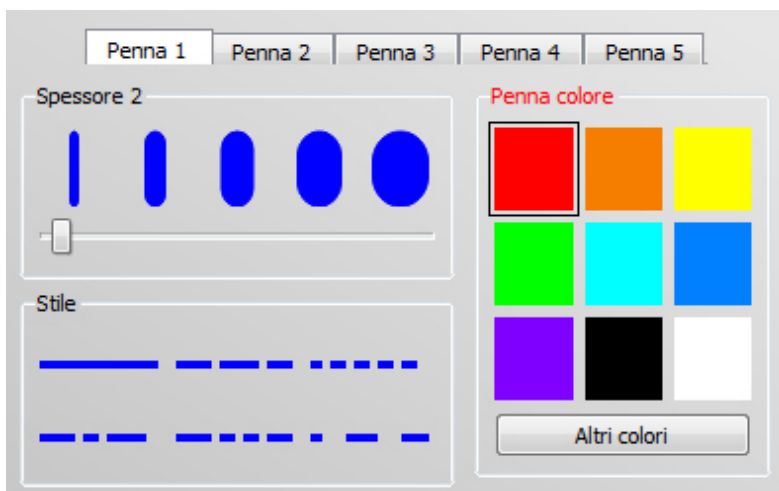 Penna 1 Penna 2 Penna 3 Penna 4 Penna 5
Spessore 2
Penna colore
Stile
Altri colori